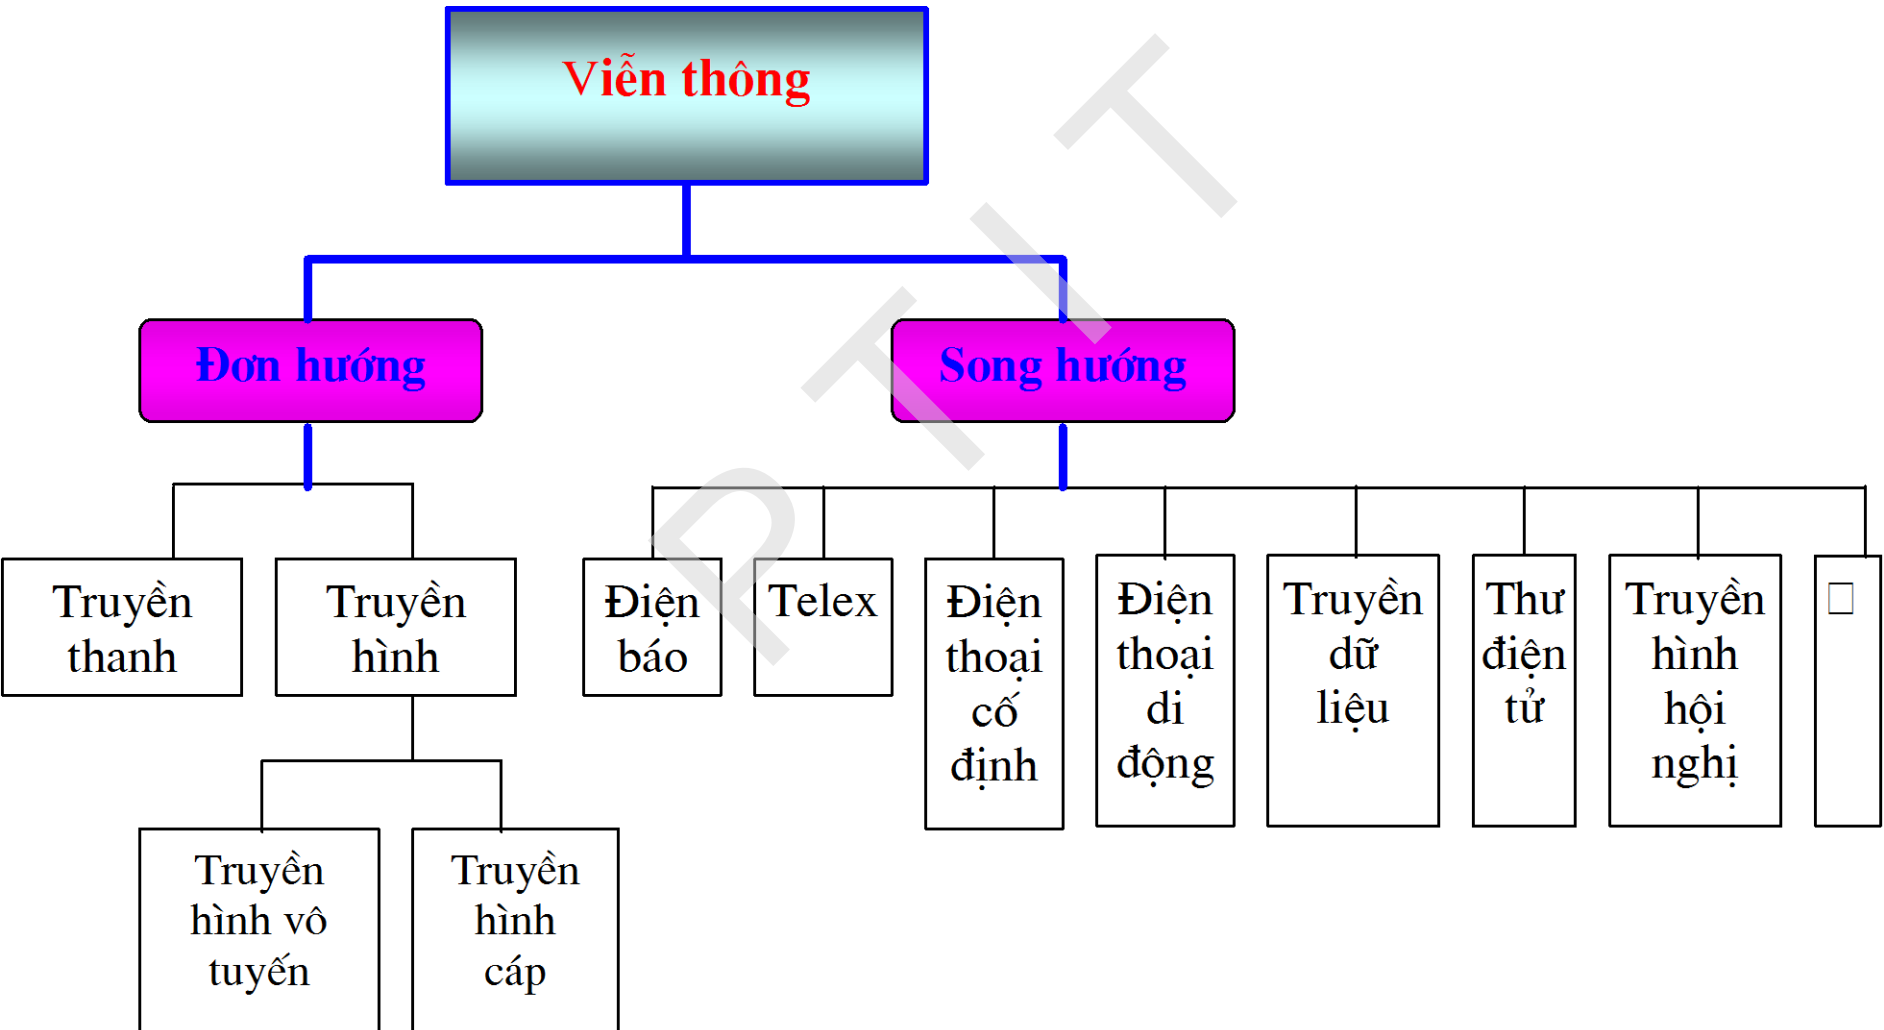 Viễn thông
Đơn hướng
Song hướng
Truyền
thanh
Truyền
hình
Điện
báo
Telex
Điện
thoại
cố
định
Điện
thoại
di
động
Truyền
dữ
liệu
Thư
điện
tử
Truyền
hình
hội
nghị
Truyền
hình vô
tuyến
Truyền
hình
cáp
PTIT